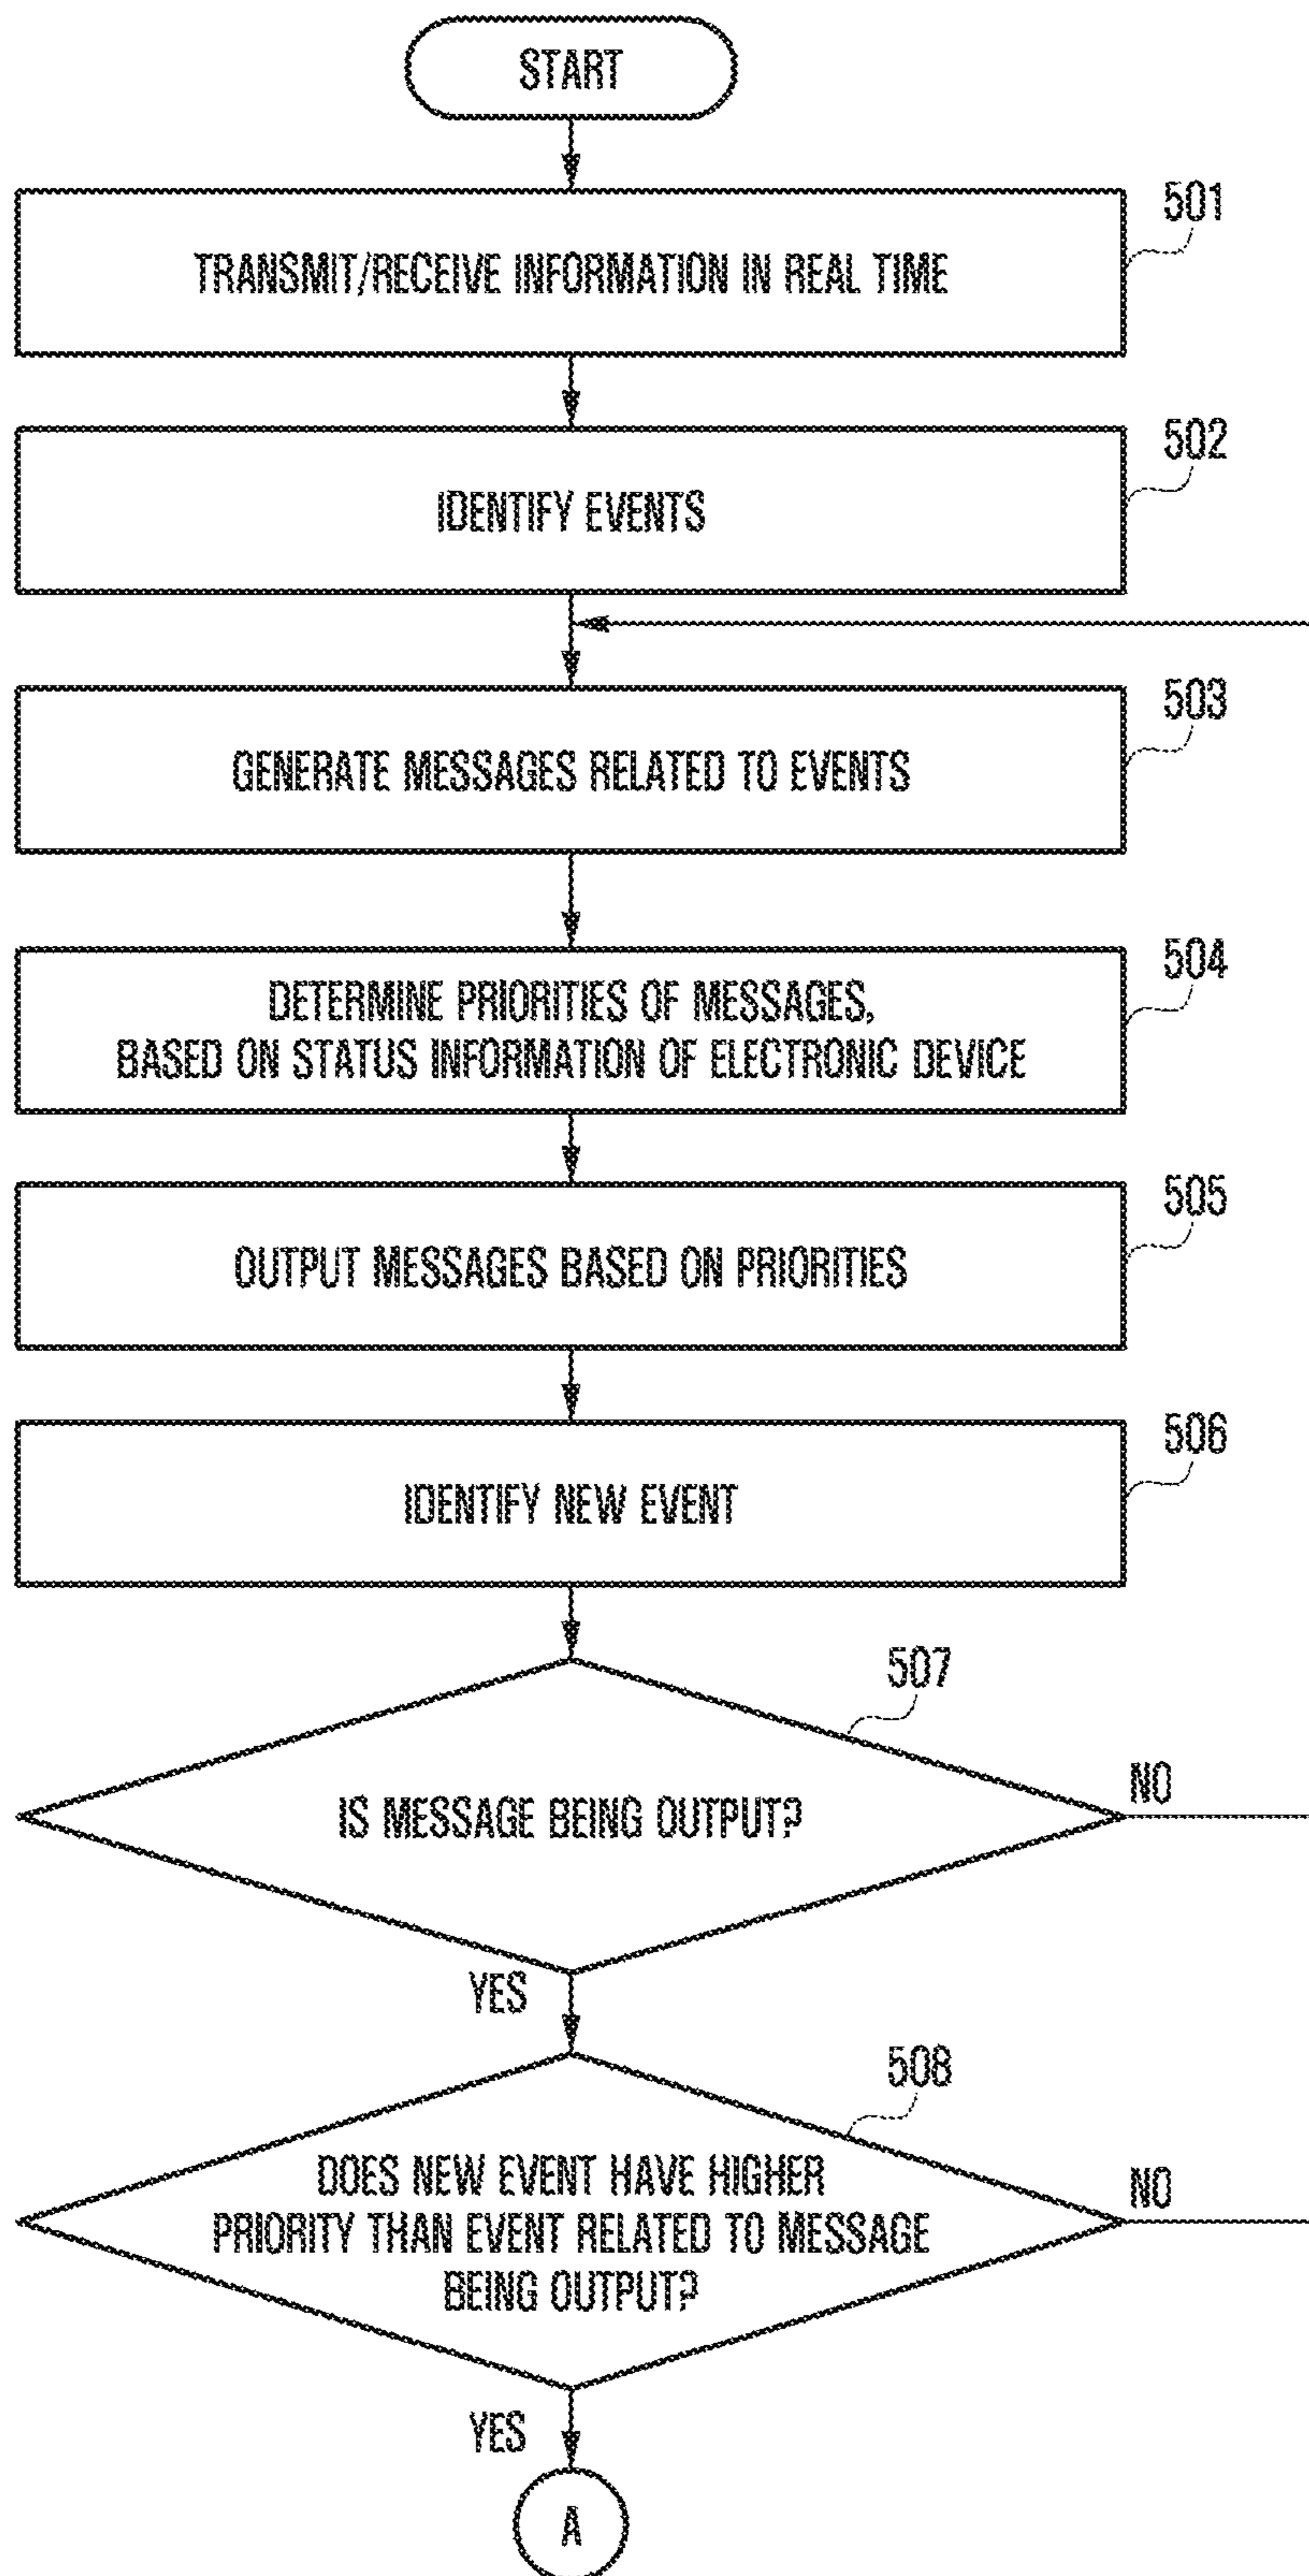 START
501
TRANSMIT/RECEIVE INFORMATION IN REAL TIME
502
IDENTIFY EVENTS
503
GENERATE MESSAGES RELATED TO EVENTS
504
DETERMINE PRIORITIES OF MESSAGES,
BASED ON STATUS INFORMATION OF ELECTRONIC DEVICE
505
OUTPUT MESSAGES BASED ON PRIORITIES
506
IDENTIFY NEW EVENT
507
IS MESSAGE BEING OUTPUT?
NO
YES
508
DOES NEW EVENT HAVE HIGHER
PRIORITY THAN EVENT RELATED TO MESSAGE
BEING OUTPUT?
NO
YES
A